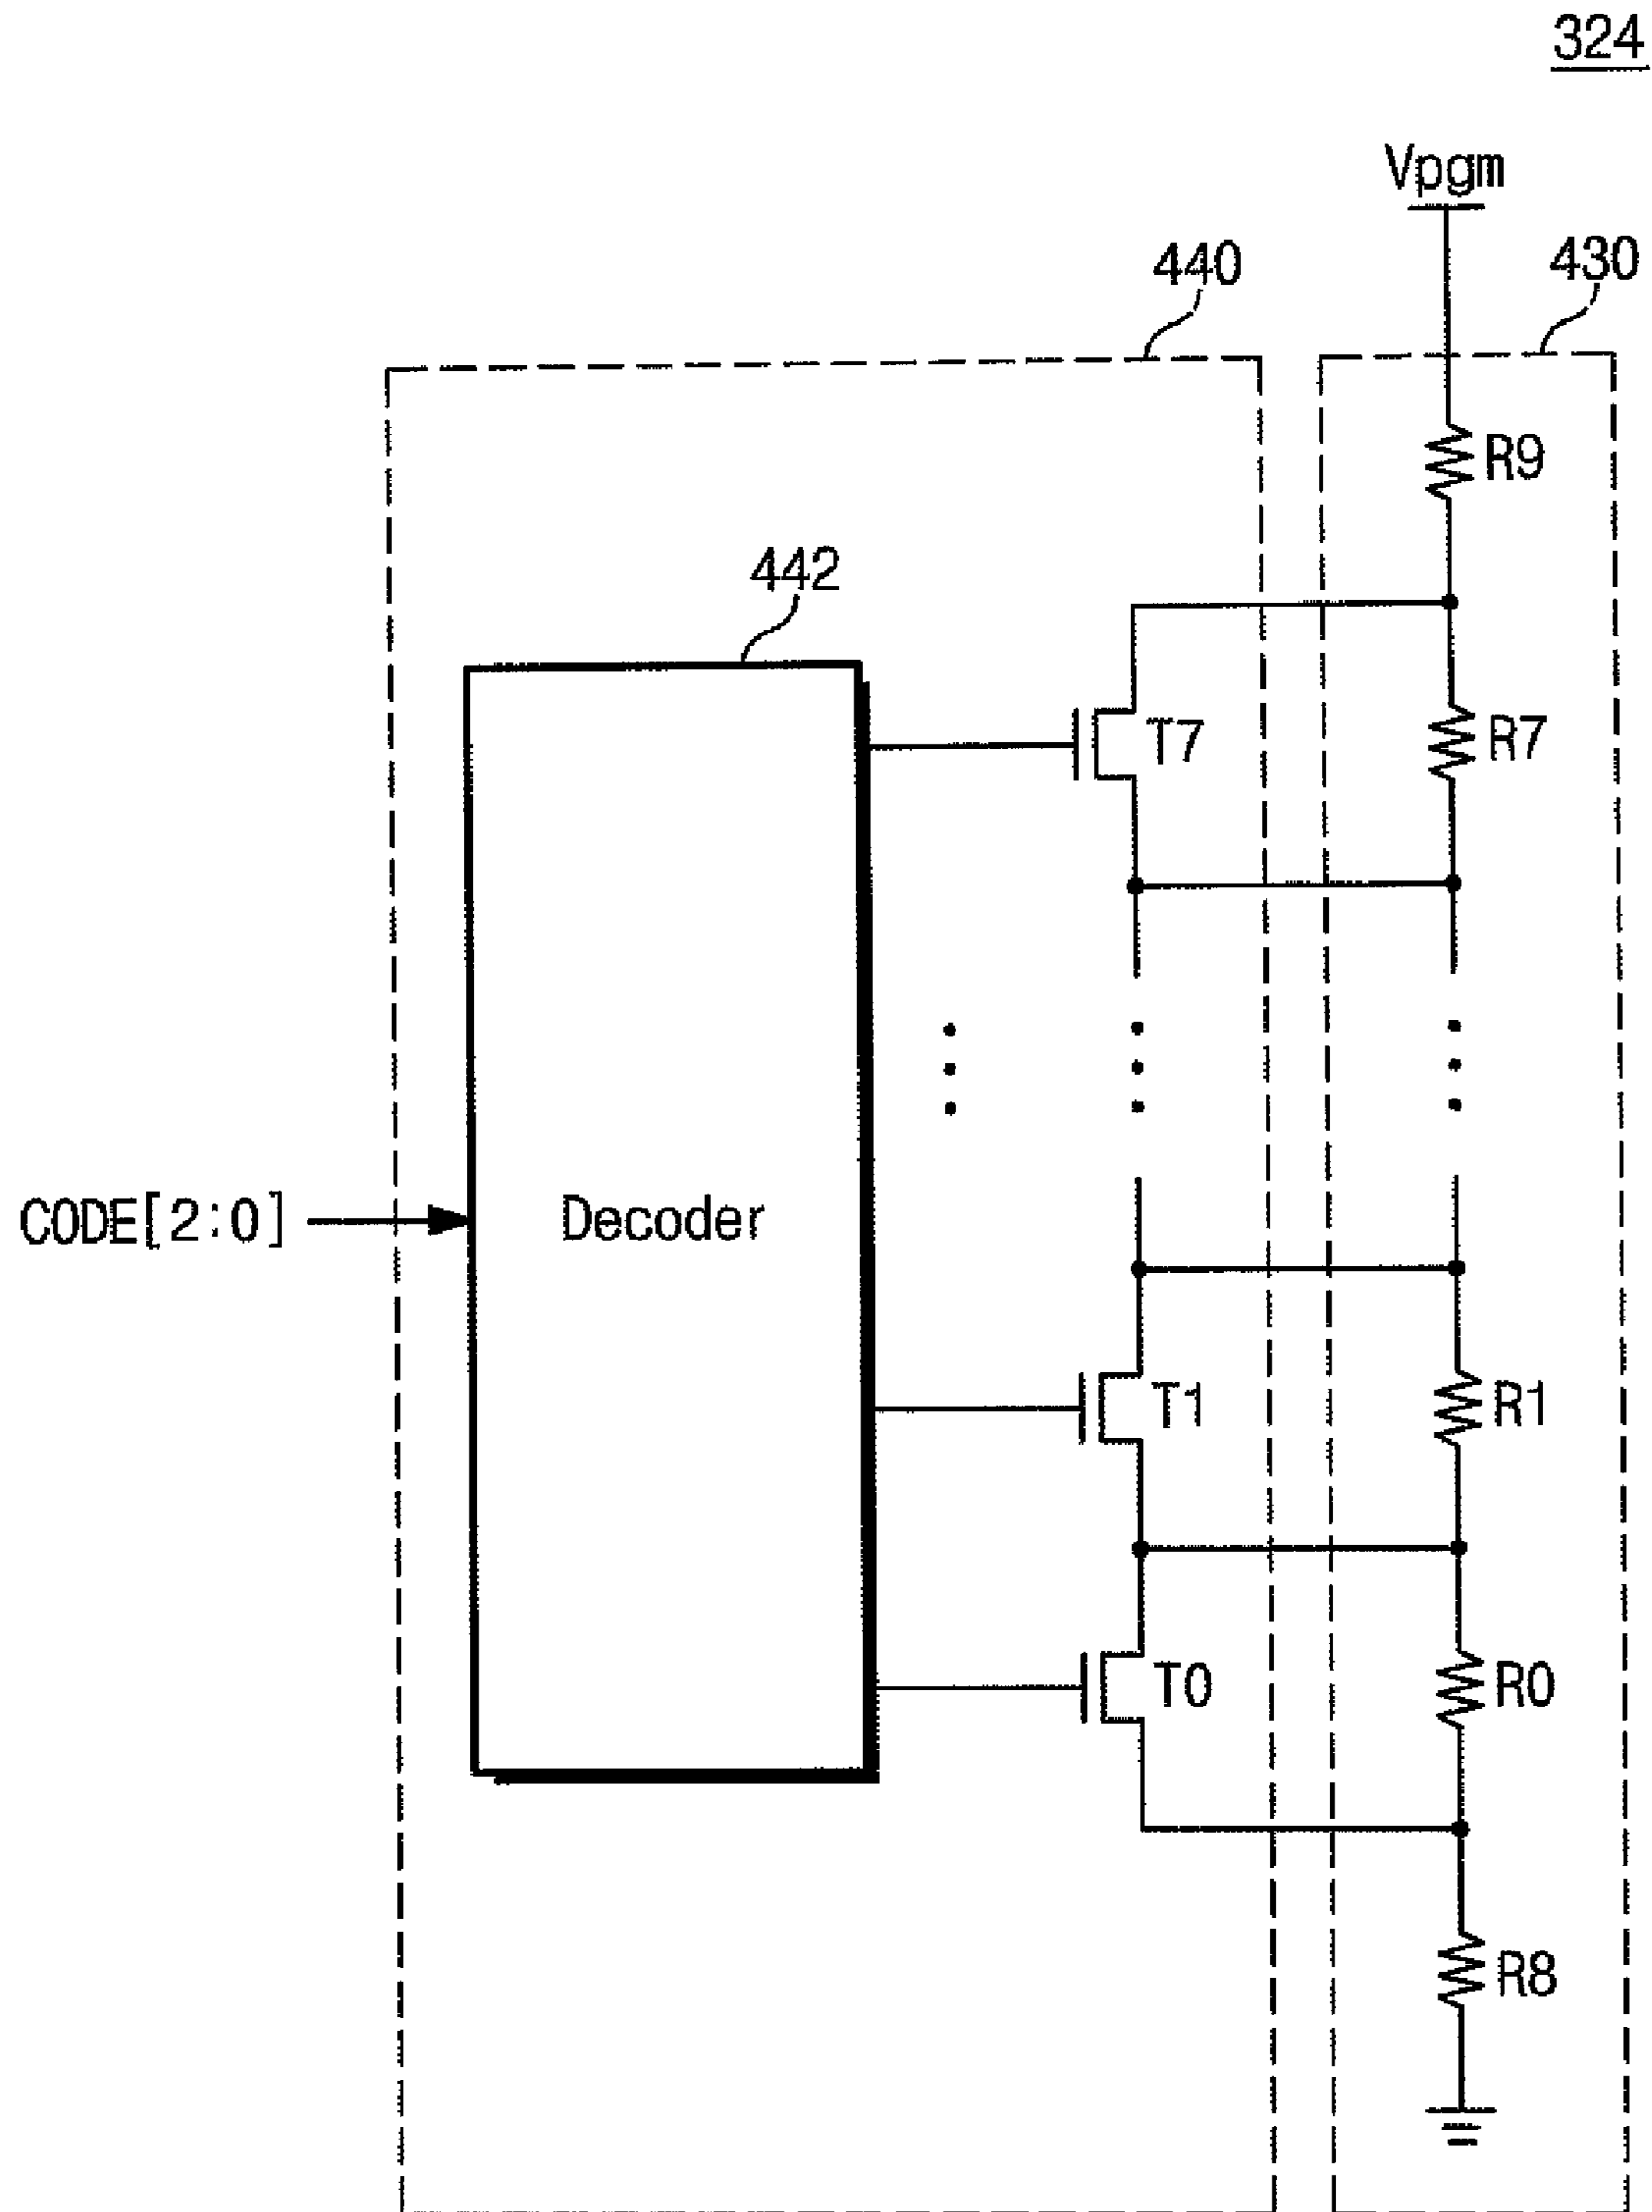 324
Vpgm
440
430
R9
442
T7
R7
CODE[2:0]
Decoder
T1
R1
T0
R0
R8